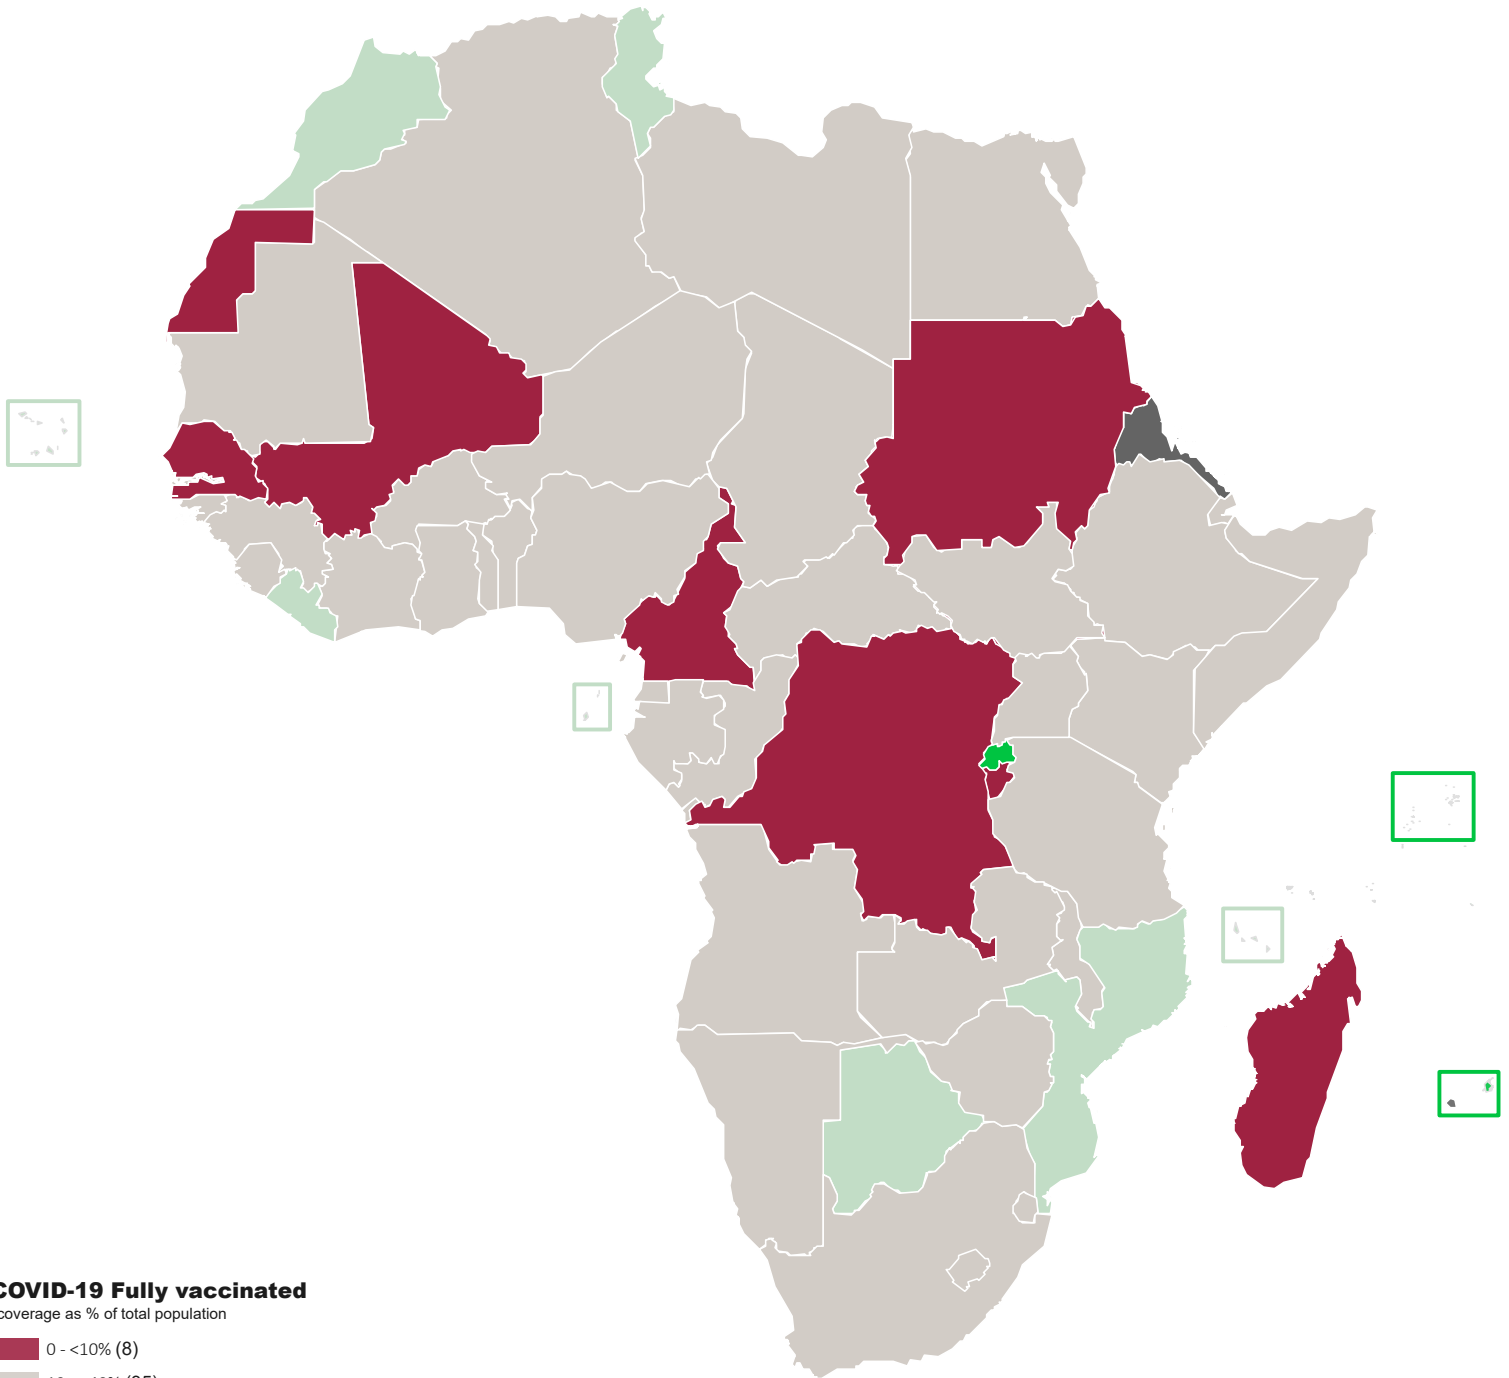 COVID-19 Fully vaccinated
coverage as % of total population
0 - <10% (8)